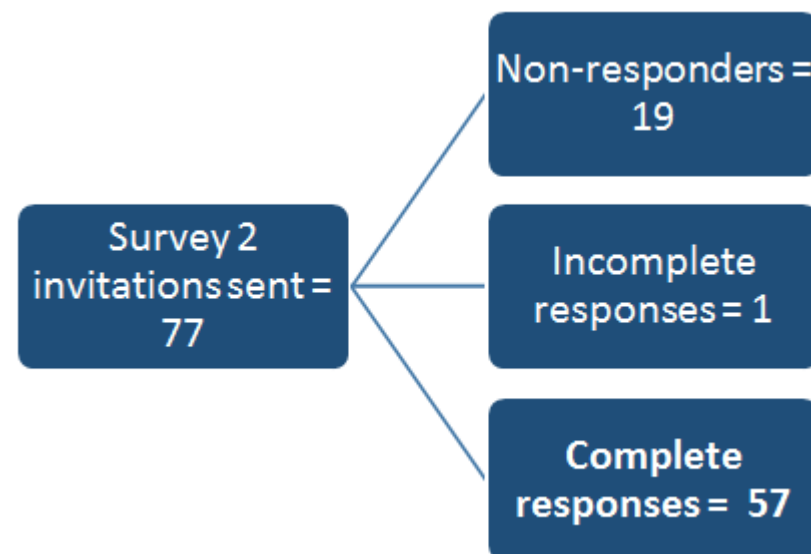 Non-responders =
19
Survey 2
invitations sent =
77
Incomplete
responses = 1
Complete
responses = 57